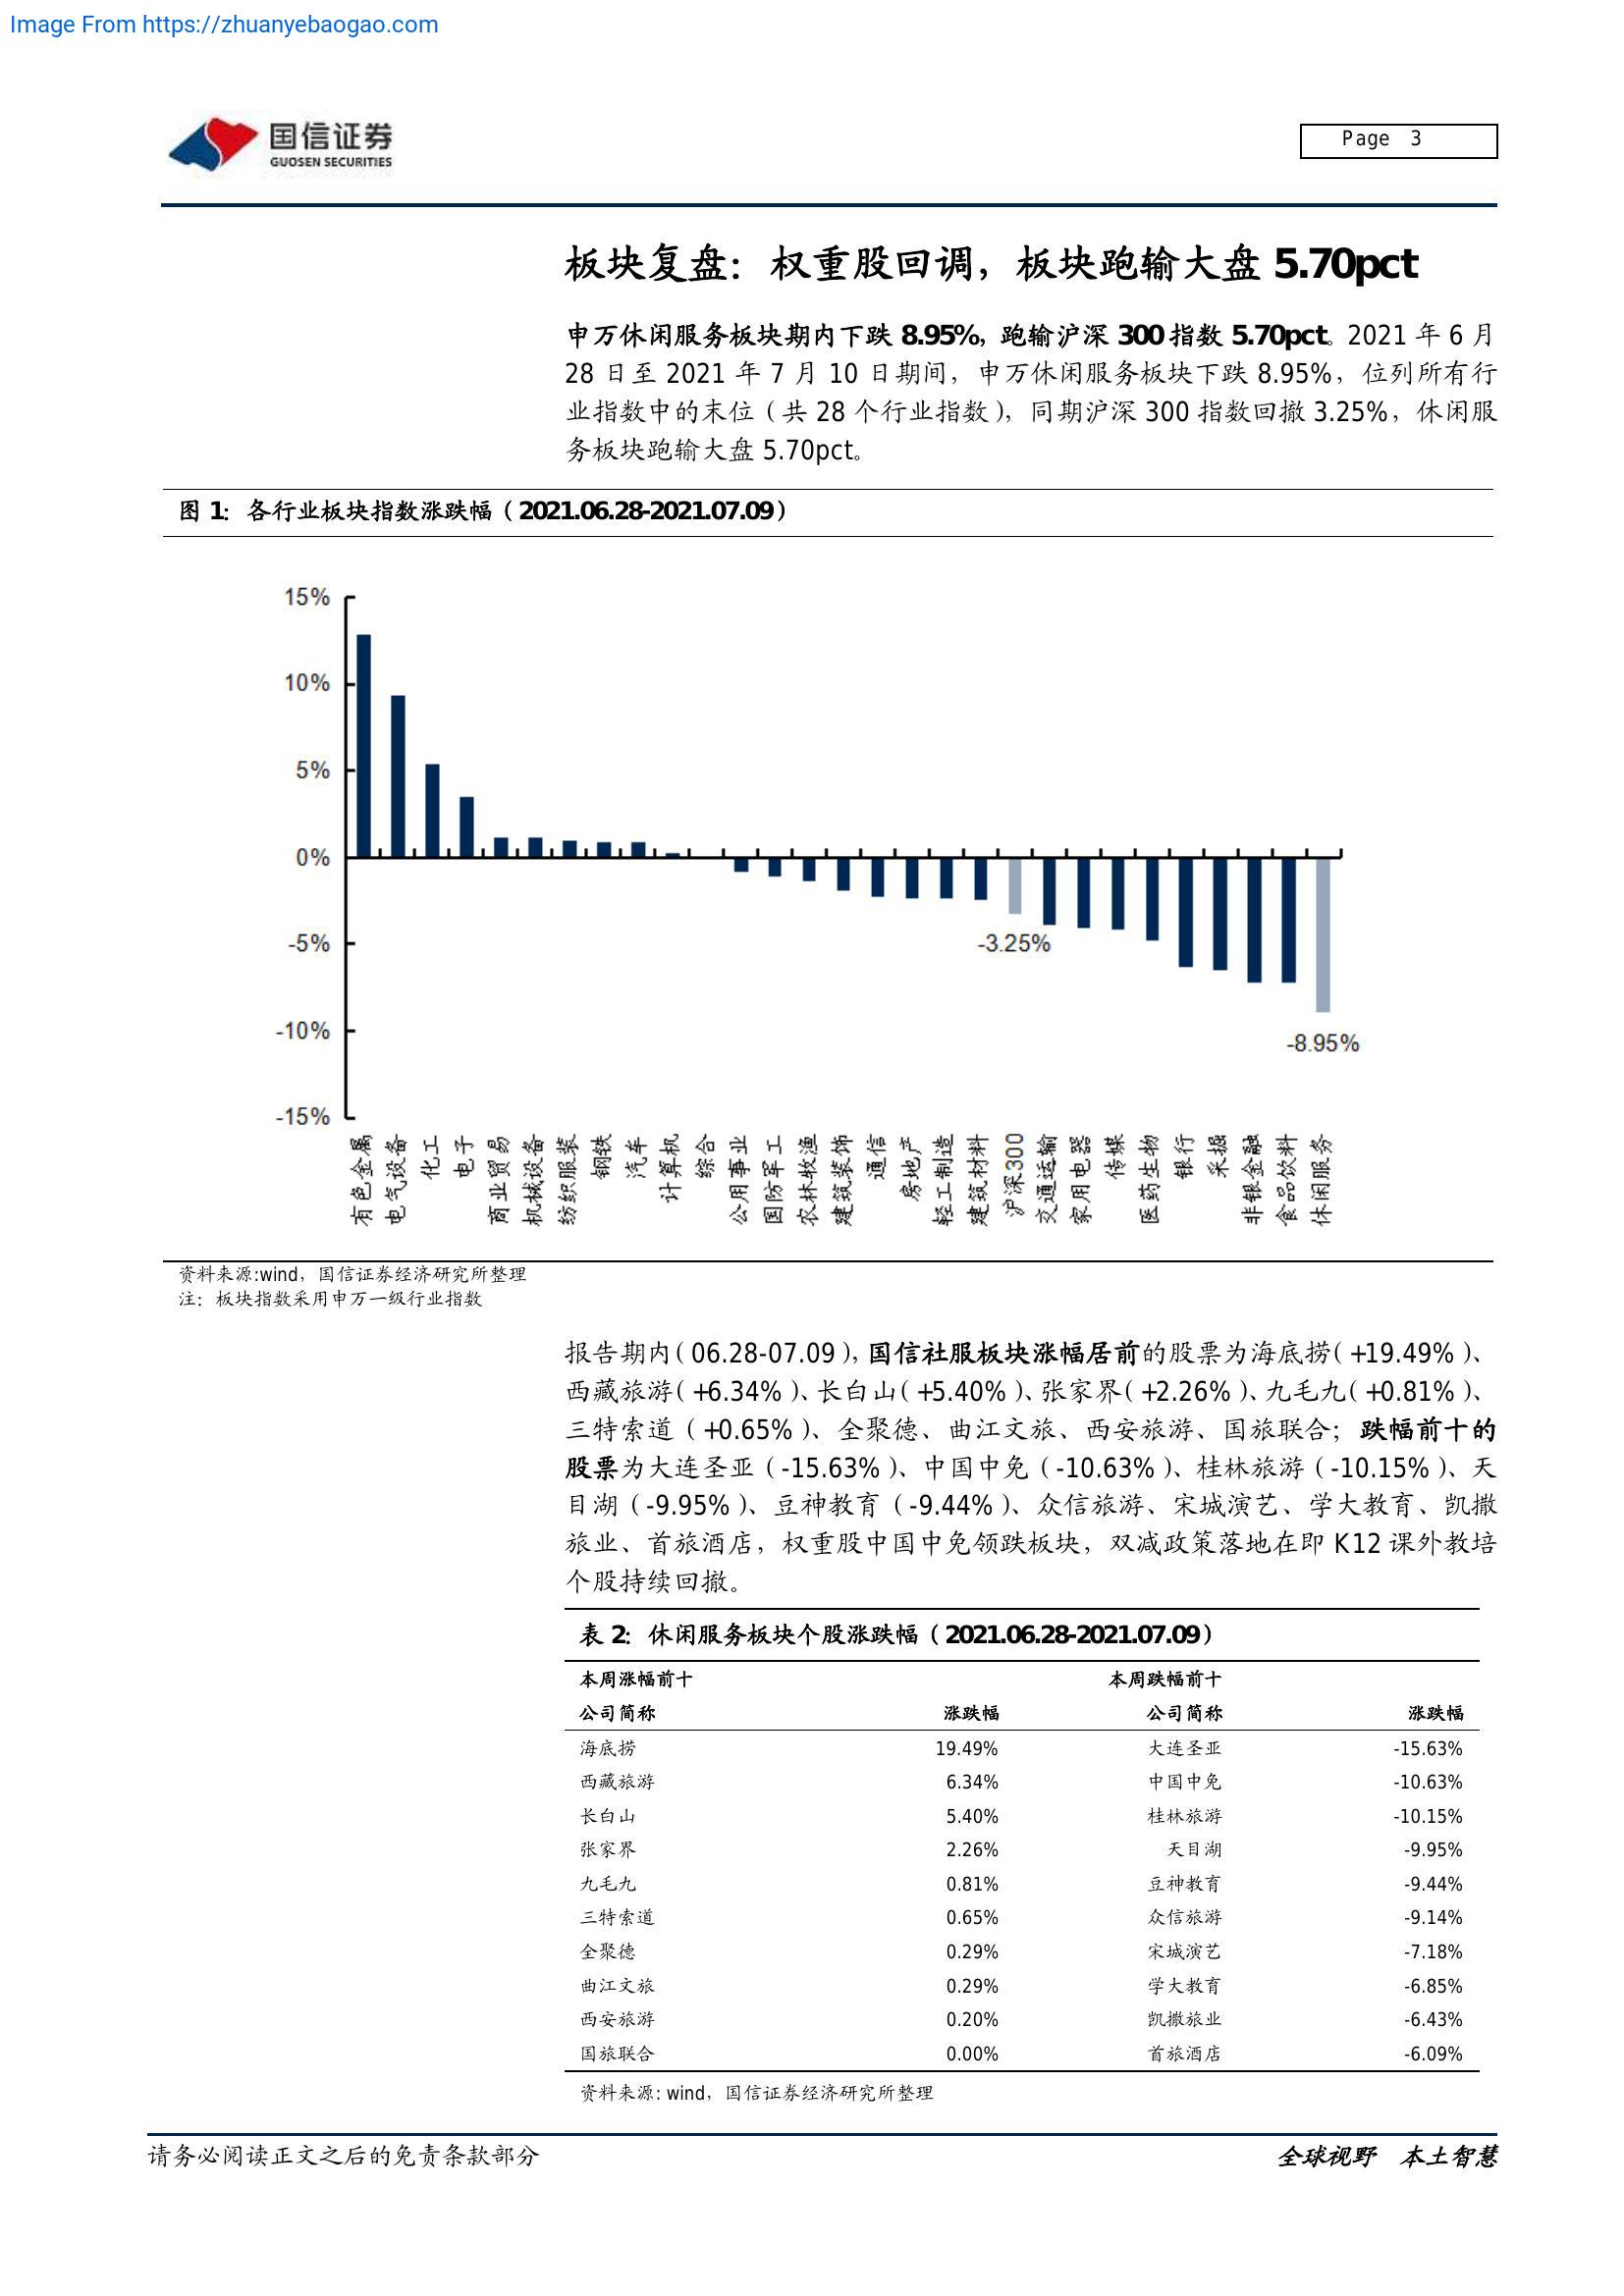 Image From https://zhuanyebaogao.com
国信证券
GUOSEN SECURITIES
Page 3
板块复盘：权重股回调，板块跑输大盘 5.70pct
申万休闲服务板块期内下跌 8.95%，跑输沪深 300 指数 5.70pct。2021 年 6 月
28 日至 2021 年 7 月 10 日期间，申万休闲服务板块下跌 8.95%，位列所有行
业指数中的末位（共 28 个行业指数），同期沪深 300 指数回撤 3.25%，休闲服
务板块跑输大盘 5.70pct。
图 1：各行业板块指数涨跌幅（2021.06.28-2021.07.09）
15%
10%
5%
0%
-5%
-10%
-15%
-3.25%
-8.95%
有色金属
电气设备
化工
电子
商业贸易
机械设备
纺织服装
钢铁
汽车
计算机
综合
公用事业
国防军工
农林牧渔
建筑装饰
通信
房地产
轻工制造
建筑材料
沪深300
交通运输
家用电器
传媒
医药生物
银行
采掘
非银金融
食品饮料
休闲服务
资料来源:wind，国信证券经济研究所整理
注：板块指数采用申万一级行业指数
报告期内（06.28-07.09），国信社服板块涨幅居前的股票为海底捞（+19.49%）、
西藏旅游（+6.34%）、长白山（+5.40%）、张家界（+2.26%）、九毛九（+0.81%）、
三特索道（+0.65%）、全聚德、曲江文旅、西安旅游、国旅联合；跌幅前十的
股票为大连圣亚（-15.63%）、中国中免（-10.63%）、桂林旅游（-10.15%）、天
目湖（-9.95%）、豆神教育（-9.44%）、众信旅游、宋城演艺、学大教育、凯撒
旅业、首旅酒店，权重股中国中免领跌板块，双减政策落地在即 K12 课外教培
个股持续回撤。
表 2：休闲服务板块个股涨跌幅（2021.06.28-2021.07.09）
本周涨幅前十 本周跌幅前十
公司简称 涨跌幅 公司简称 涨跌幅
海底捞 19.49% 大连圣亚 -15.63%
西藏旅游 6.34% 中国中免 -10.63%
长白山 5.40% 桂林旅游 -10.15%
张家界 2.26% 天目湖 -9.95%
九毛九 0.81% 豆神教育 -9.44%
三特索道 0.65% 众信旅游 -9.14%
全聚德 0.29% 宋城演艺 -7.18%
曲江文旅 0.29% 学大教育 -6.85%
西安旅游 0.20% 凯撒旅业 -6.43%
国旅联合 0.00% 首旅酒店 -6.09%
资料来源: wind，国信证券经济研究所整理
请务必阅读正文之后的免责条款部分
全球视野 本土智慧